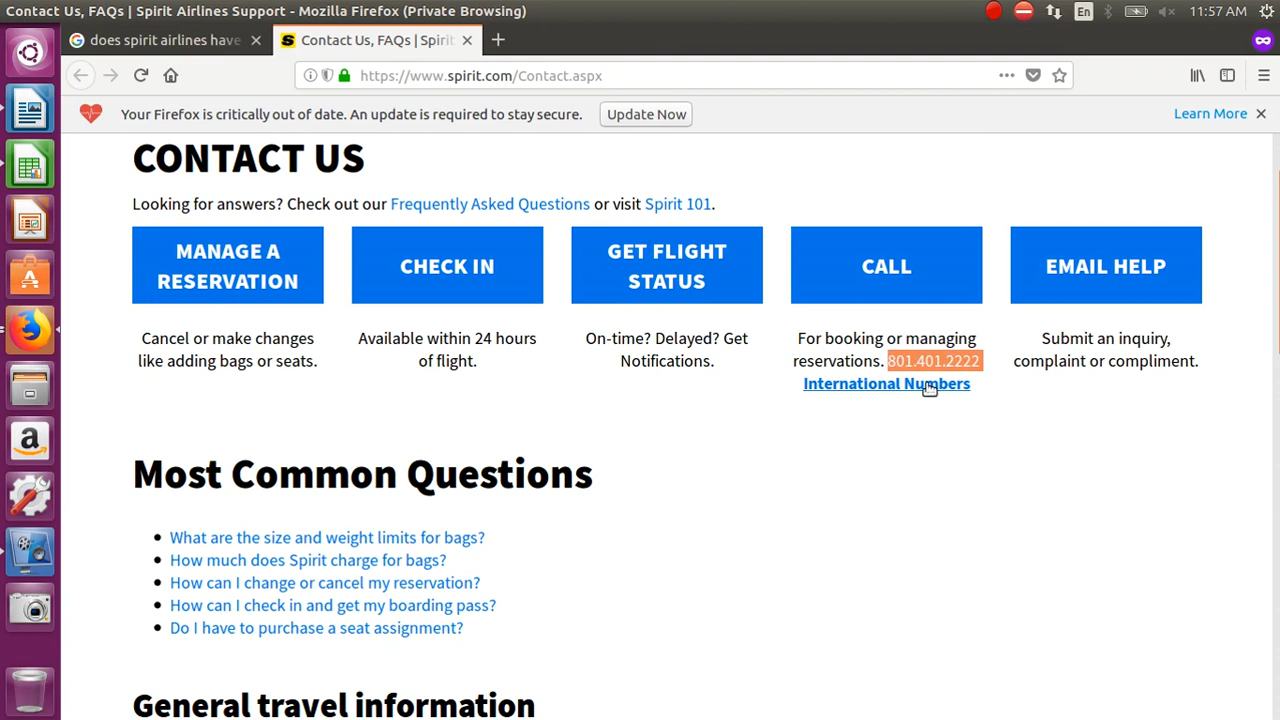 Contact Us, FAQs | Spirit Airlines Support - Mozilla Firefox (Private Browsing)
En
11:57 AM
does spirit airlines have
Contact Us, FAQs | Spirit
https://www.spirit.com/Contact.aspx
Your Firefox is critically out of date. An update is required to stay secure.
Update Now
Learn More
CONTACT US
Looking for answers? Check out our Frequently Asked Questions or visit Spirit 101.
MANAGE A
RESERVATION
CHECK IN
GET FLIGHT
STATUS
CALL
EMAIL HELP
Cancel or make changes
like adding bags or seats.
Available within 24 hours
of flight.
On-time? Delayed? Get
Notifications.
For booking or managing
reservations. 801.401.2222
International Numbers
Submit an inquiry,
complaint or compliment.
Most Common Questions
What are the size and weight limits for bags?
How much does Spirit charge for bags?
How can I change or cancel my reservation?
How can I check in and get my boarding pass?
Do I have to purchase a seat assignment?
General travel information